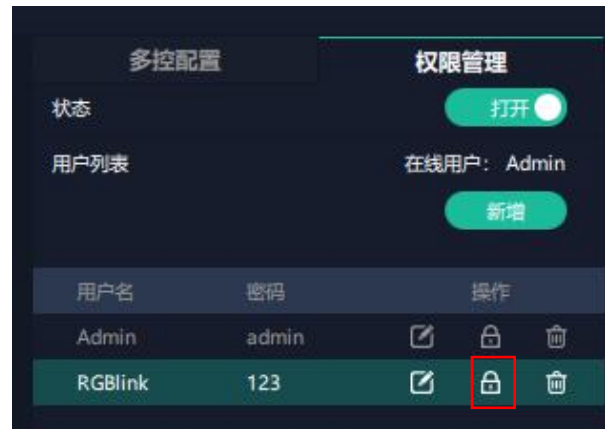 多控配置 权限管理
状态 打开
用户列表 在线用户： Admin
新增
用户名 密码 操作
Admin admin
RGBlink 123